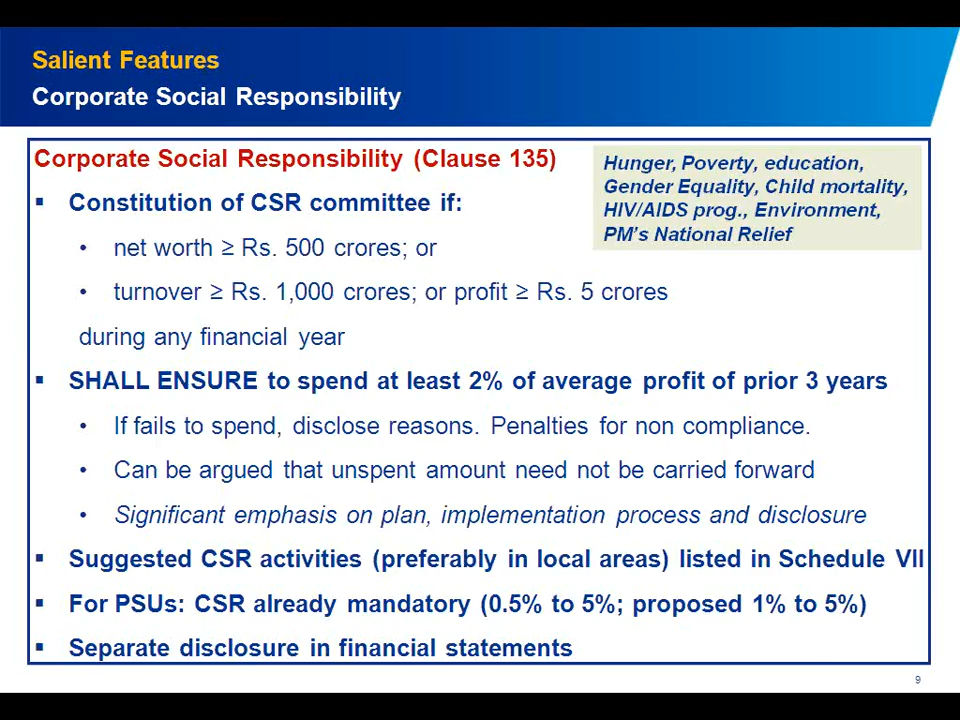 Salient Features
Corporate Social Responsibility
Corporate Social Responsibility (Clause 135)
Hunger, Poverty, education,
Gender Equality, Child mortality,
HIV/AIDS prog., Environment,
PM's National Relief
▪ Constitution of CSR committee if:
• net worth ≥ Rs. 500 crores; or
• turnover ≥ Rs. 1,000 crores; or profit ≥ Rs. 5 crores
during any financial year
▪ SHALL ENSURE to spend at least 2% of average profit of prior 3 years
• If fails to spend, disclose reasons. Penalties for non compliance.
• Can be argued that unspent amount need not be carried forward
• Significant emphasis on plan, implementation process and disclosure
▪ Suggested CSR activities (preferably in local areas) listed in Schedule VII
▪ For PSUs: CSR already mandatory (0.5% to 5%; proposed 1% to 5%)
▪ Separate disclosure in financial statements
9